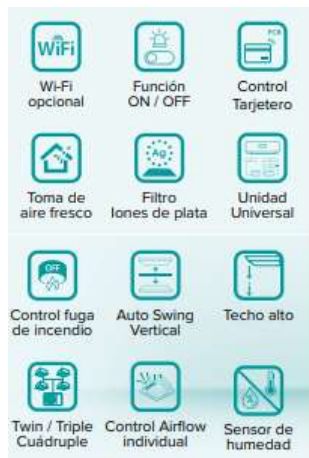 WiFi
PCR
Wi-Fi Función Control
opcional ON / OFF Tarjetero
Ag
Toma de Filtro Unidad
aire fresco Iones de plata Universal
OFF
Control fuga Auto Swing Techo alto
de incendio Vertical
Twin / Triple Control Airflow Sensor de
Cuádruple individual humedad